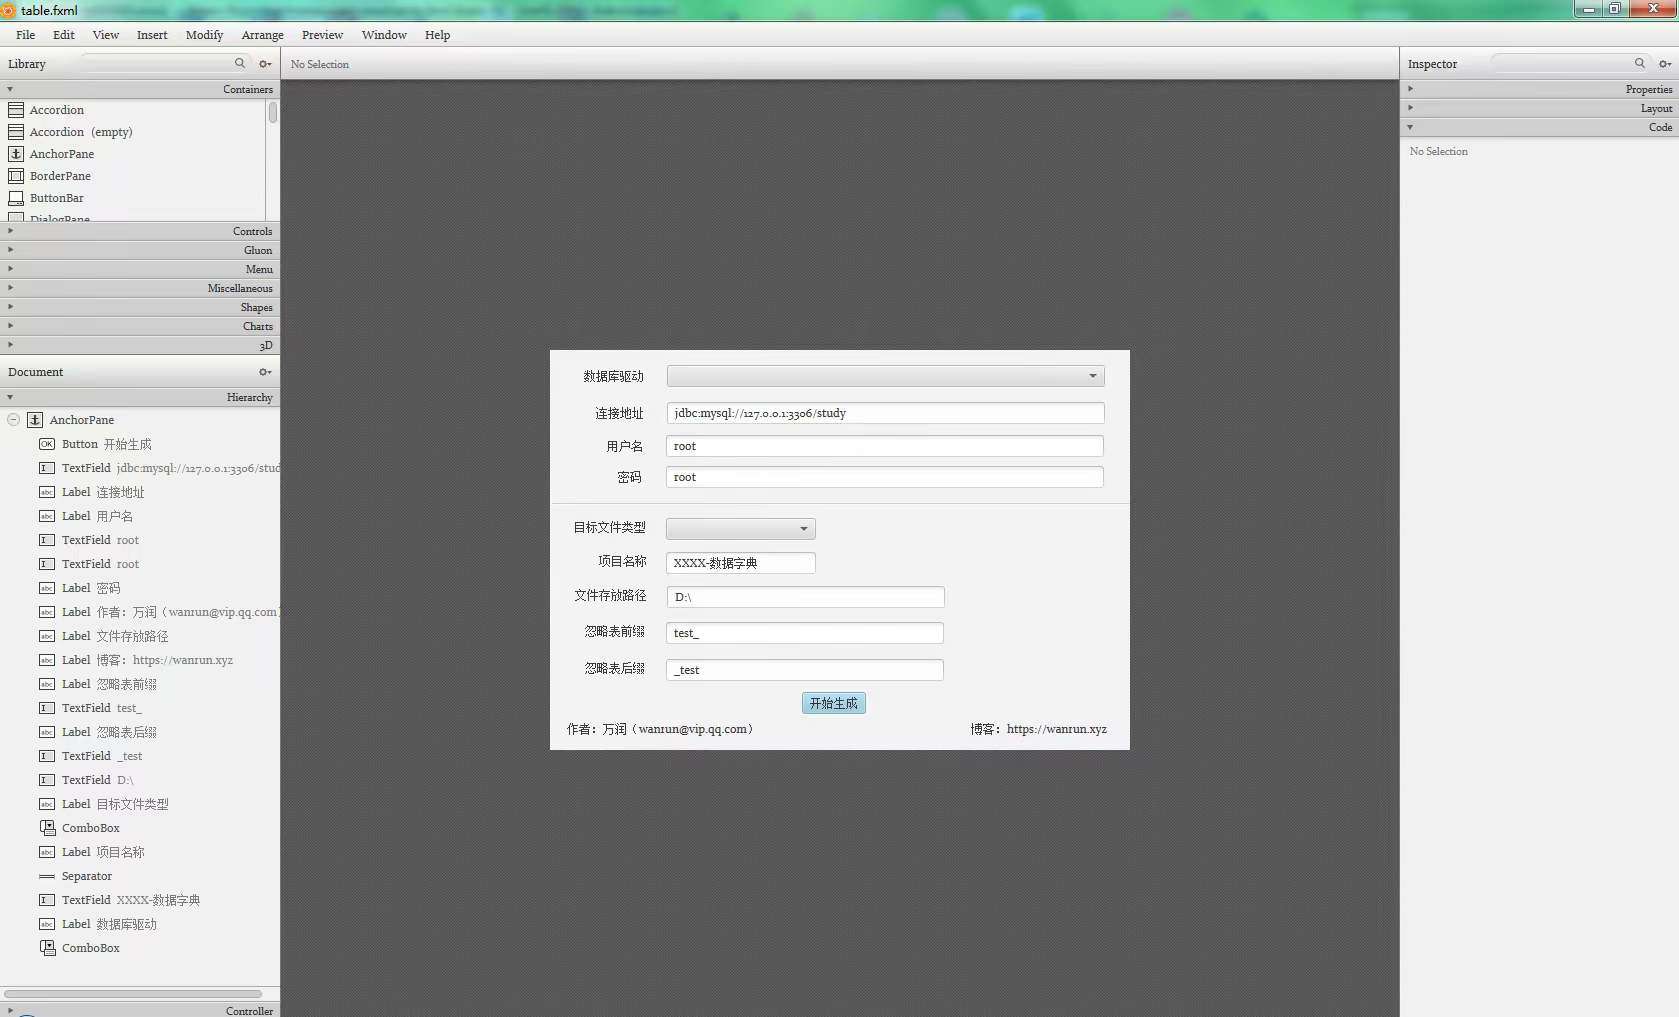 table.fxml
File Edit View Insert Modify Arrange Preview Window Help
Library
Containers
Accordion
Accordion (empty)
AnchorPane
BorderPane
ButtonBar
DialogPane
Controls
Gluon
Menu
Miscellaneous
Shapes
Charts
3D
Document
Hierarchy
AnchorPane
Button 开始生成
TextField jdbc:mysql://127.0.0.1:3306/stud
Label 连接地址
Label 用户名
TextField root
TextField root
Label 密码
Label 作者：万润（wanrun@vip.qq.com）
Label 文件存放路径
Label 博客：https://wanrun.xyz
Label 忽略表前缀
TextField test_
Label 忽略表后缀
TextField _test
TextField D:\
Label 目标文件类型
ComboBox
Label 项目名称
Separator
TextField XXXX-数据字典
Label 数据库驱动
ComboBox
Controller
No Selection
数据库驱动
连接地址 jdbc:mysql://127.0.0.1:3306/study
用户名 root
密码 root
目标文件类型
项目名称 XXXX-数据字典
文件存放路径 D:\
忽略表前缀 test_
忽略表后缀 _test
开始生成
作者：万润（wanrun@vip.qq.com） 博客：https://wanrun.xyz
Inspector
Properties
Layout
Code
No Selection